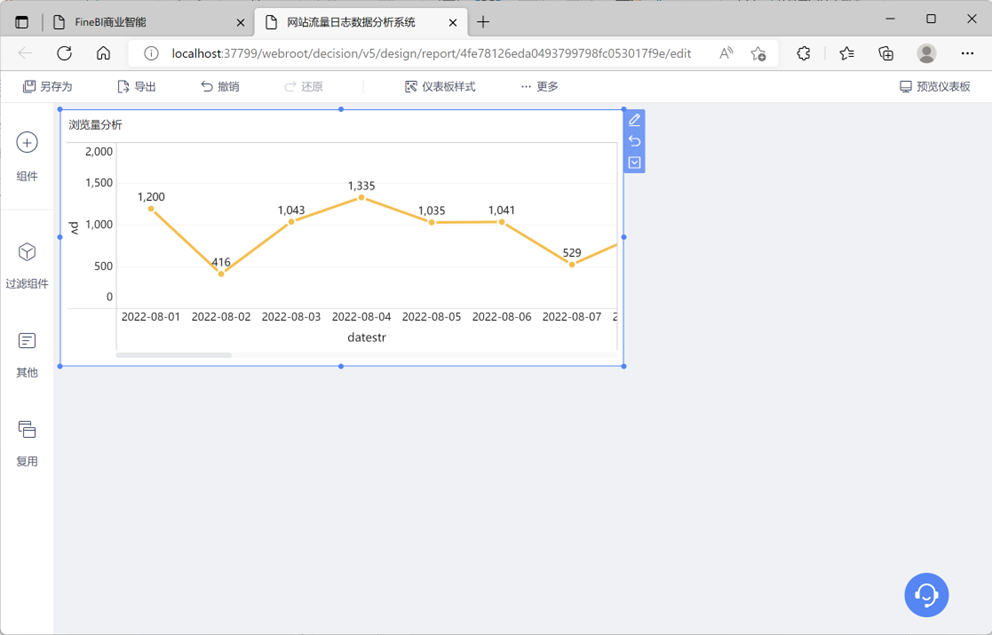 FineBI商业智能
网站流量日志数据分析系统
localhost:37799/webroot/decision/v5/design/report/4fe78126eda0493799798fc053017f9e/edit
另存为 导出 撤销 还原 仪表板样式 更多 预览仪表板
组件
过滤组件
其他
复用
浏览量分析
2,000
1,500
1,000
500
0
pv
1,200
416
1,043
1,335
1,035
1,041
529
2022-08-01 2022-08-02 2022-08-03 2022-08-04 2022-08-05 2022-08-06 2022-08-07 2
datestr